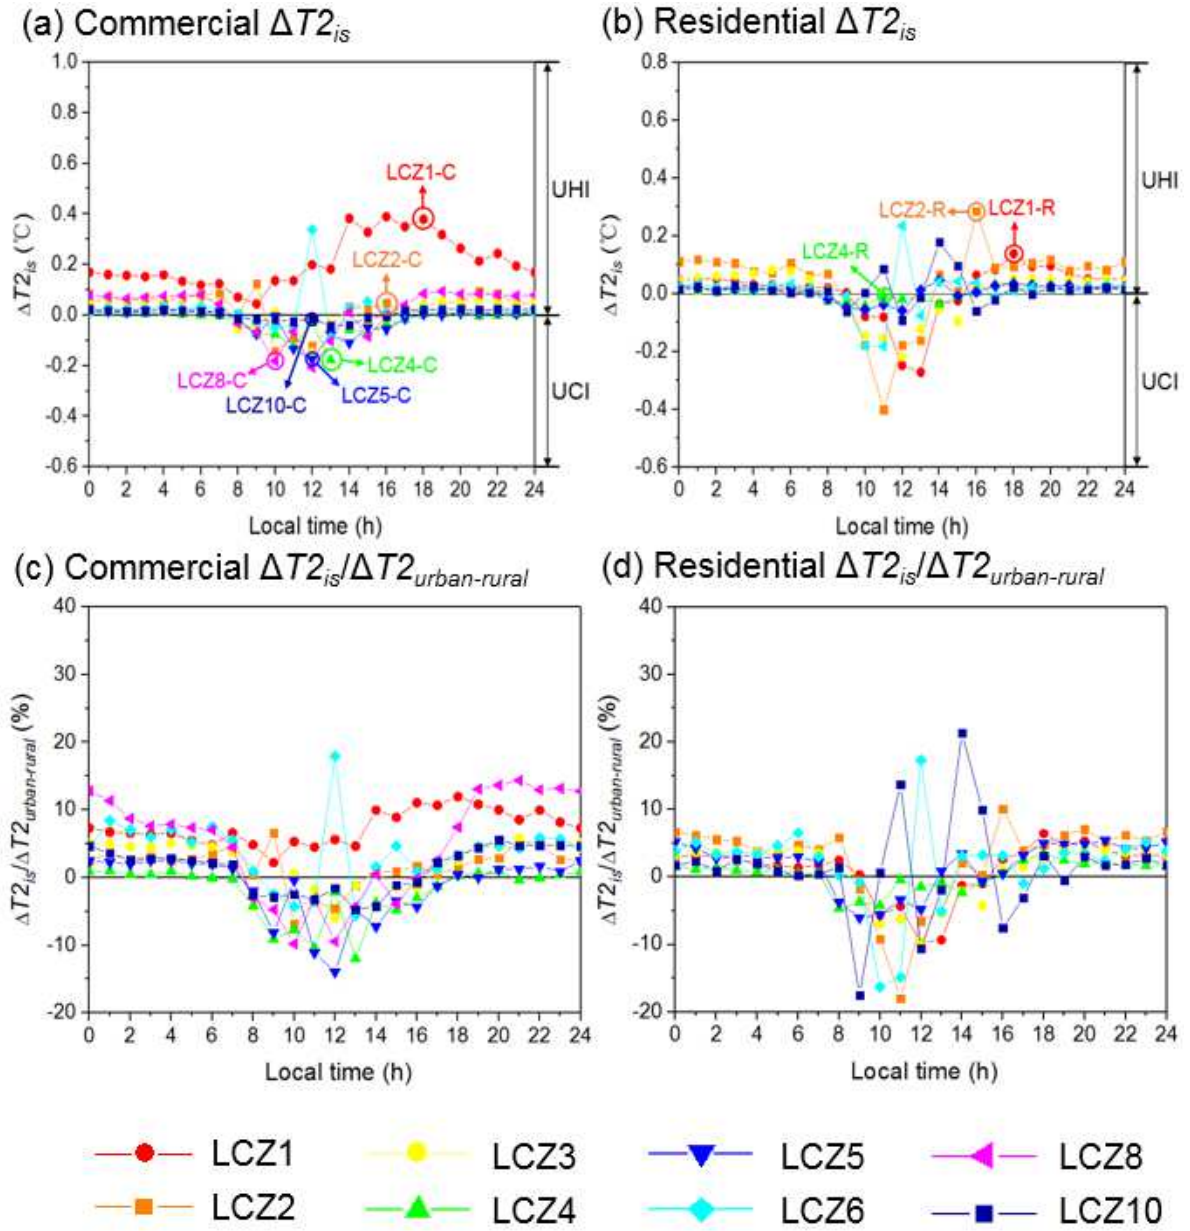 (a) Commercial ΔT2is
(b) Residential ΔT2is
1.0
0.8
0.6
0.4
0.2
0.0
-0.2
-0.4
-0.6
ΔT2is (℃)
LCZ1-C
LCZ2-C
LCZ8-C
LCZ4-C
LCZ10-C
LCZ5-C
UHI
UCI
0 2 4 6 8 10 12 14 16 18 20 22 24
Local time (h)
0.8
0.6
0.4
0.2
0.0
-0.2
-0.4
-0.6
ΔT2is (℃)
LCZ2-R
LCZ1-R
LCZ4-R
UHI
UCI
0 2 4 6 8 10 12 14 16 18 20 22 24
Local time (h)
(c) Commercial ΔT2is/ΔT2urban-rural
(d) Residential ΔT2is/ΔT2urban-rural
40
30
20
10
0
-10
-20
ΔT2is/ΔT2urban-rural (%)
0 2 4 6 8 10 12 14 16 18 20 22 24
Local time (h)
40
30
20
10
0
-10
-20
ΔT2is/ΔT2urban-rural (%)
0 2 4 6 8 10 12 14 16 18 20 22 24
Local time (h)
LCZ1 LCZ3 LCZ5 LCZ8
LCZ2 LCZ4 LCZ6 LCZ10